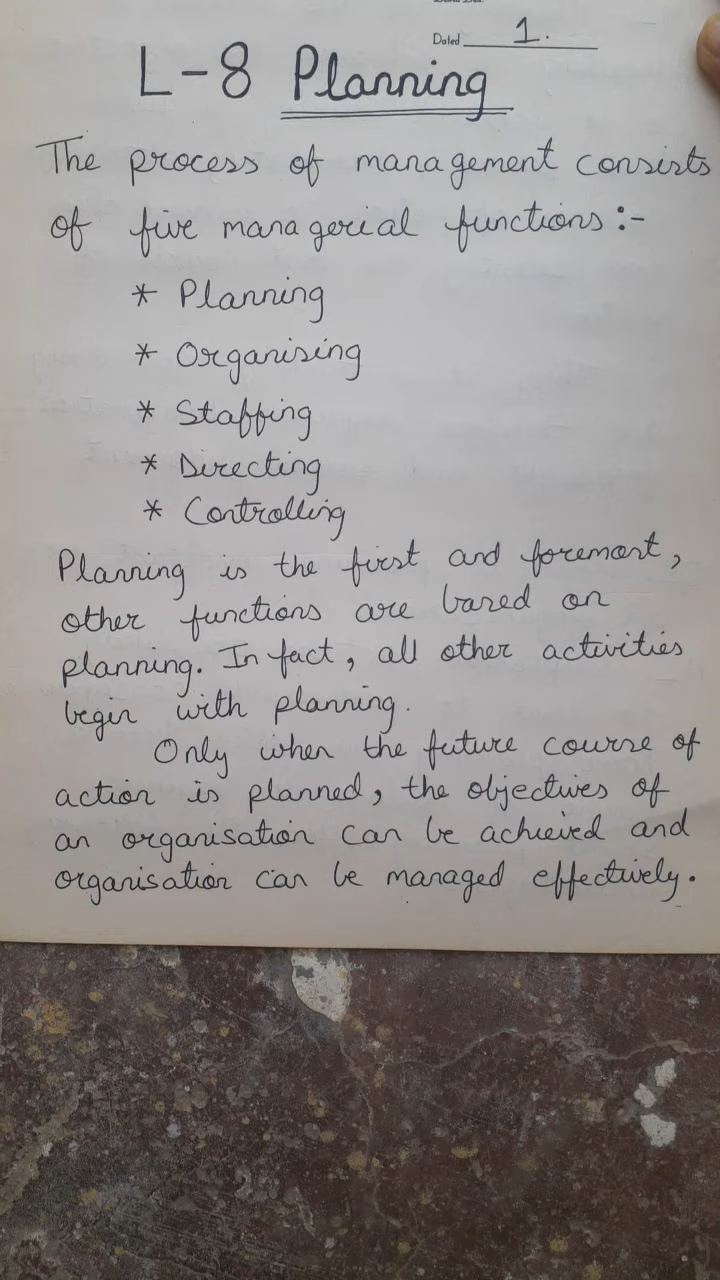 Dated 1.
L-8 Planning
The process of management consists
of five managerial functions :-
* Planning
* Organising
* Staffing
* Directing
* Controlling
Planning is the first and foremost,
other functions are based on
planning. In fact, all other activities
begin with planning.
Only when the future course of
action is planned, the objectives of
an organisation can be achieved and
organisation can be managed effectively.